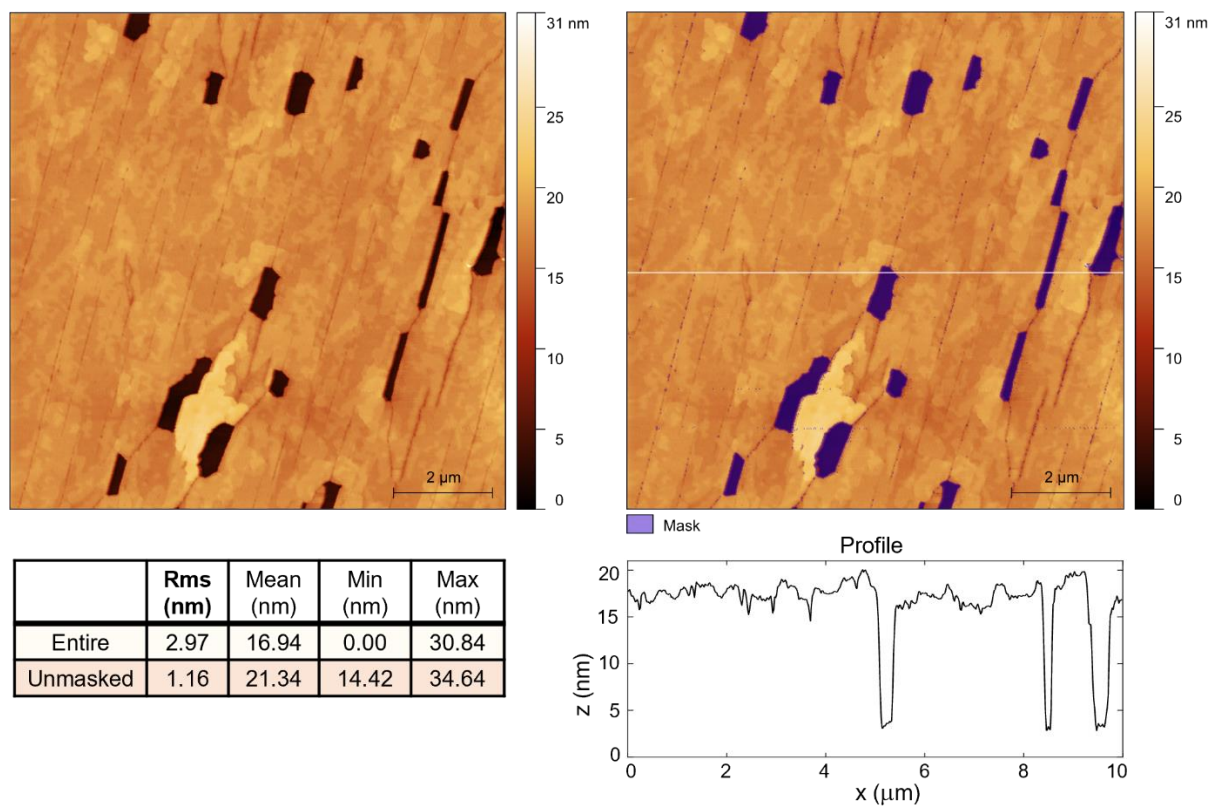 31 nm
25
20
15
10
5
0
2 µm
31 nm
25
20
15
10
5
0
2 µm
Mask
Rms (nm) Mean (nm) Min (nm) Max (nm)
Entire 2.97 16.94 0.00 30.84
Unmasked 1.16 21.34 14.42 34.64
Profile
z (nm)
20
15
10
5
0
0 2 4 6 8 10
x (µm)